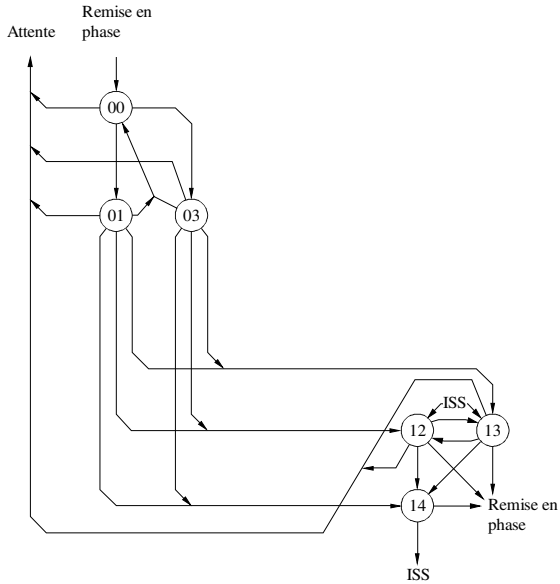 Remise en
phase
Attente
00
01
03
ISS
12
13
14
Remise en
phase
ISS